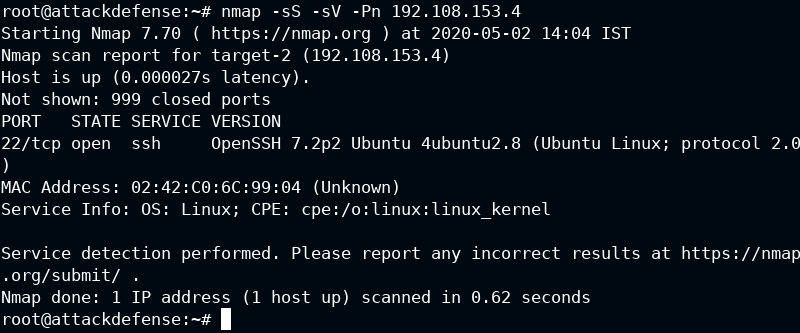 root@attackdefense:~# nmap -sS -sV -Pn 192.108.153.4
Starting Nmap 7.70 ( https://nmap.org ) at 2020-05-02 14:04 IST
Nmap scan report for target-2 (192.108.153.4)
Host is up (0.000027s latency).
Not shown: 999 closed ports
PORT   STATE SERVICE VERSION
22/tcp open  ssh     OpenSSH 7.2p2 Ubuntu 4ubuntu2.8 (Ubuntu Linux; protocol 2.0
)
MAC Address: 02:42:C0:6C:99:04 (Unknown)
Service Info: OS: Linux; CPE: cpe:/o:linux:linux_kernel

Service detection performed. Please report any incorrect results at https://nmap
.org/submit/ .
Nmap done: 1 IP address (1 host up) scanned in 0.62 seconds
root@attackdefense:~#